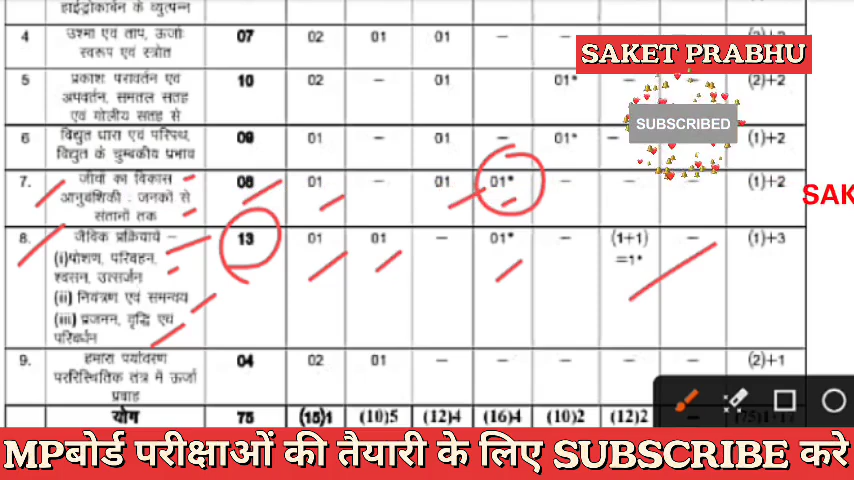 हाईड्रोकार्बन के व्युत्पन्न
4 उश्मा एवं ताप, ऊर्जाः 07 02 01 01 – –
स्वरूप एवं स्त्रोत
SAKET PRABHU
5 प्रकाश परावर्तन एवं 10 02 – 01 – 01* – – (2)+2
अपवर्तन, समतल सतह
एवं गोलीय सतह से
SUBSCRIBED
6 विद्युत धारा एवं परिपथ, 09 01 – 01 – 01* – (1)+2
विद्युत के चुम्बकीय प्रभाव
7. जीवों का विकास 08 01 – 01 01* – – – (1)+2
आनुवंशिकी: जनकों से
संतानों तक
SAK
8. जैविक प्रक्रियायें – 13 01 01 – 01* – (1+1) – (1)+3
(i)पोशण, परिवहन, =1*
श्वसन, उत्सर्जन
(ii) नियंत्रण एवं समन्वय
(iii) प्रजनन, वृद्धि एवं
परिवर्धन
9. हमारा पर्यावरण 04 02 01 – – – – – (2)+1
पररिस्थितिक तंत्र में ऊर्जा
प्रवाह
योग 75 (15)1 (10)5 (12)4 (16)4 (10)2 (12)2 –
MPबोर्ड परीक्षाओं की तैयारी के लिए SUBSCRIBE करे